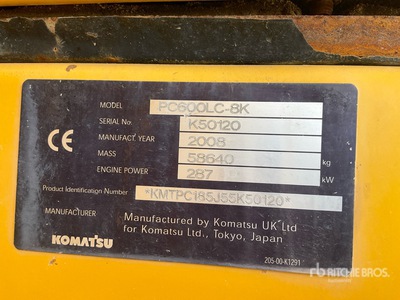 MODEL PC600LC-8K
SERIAL No. K50120
MANUFACT YEAR 2008
MASS 58640 kg
ENGINE POWER 287 kW
Product Identification Number *KMTPC185J55K50120*
MANUFACTURER Manufactured by Komatsu UK Ltd
for Komatsu Ltd., Tokyo, Japan
CE
KOMATSU
205-00-K1291
RITCHIE BROS.